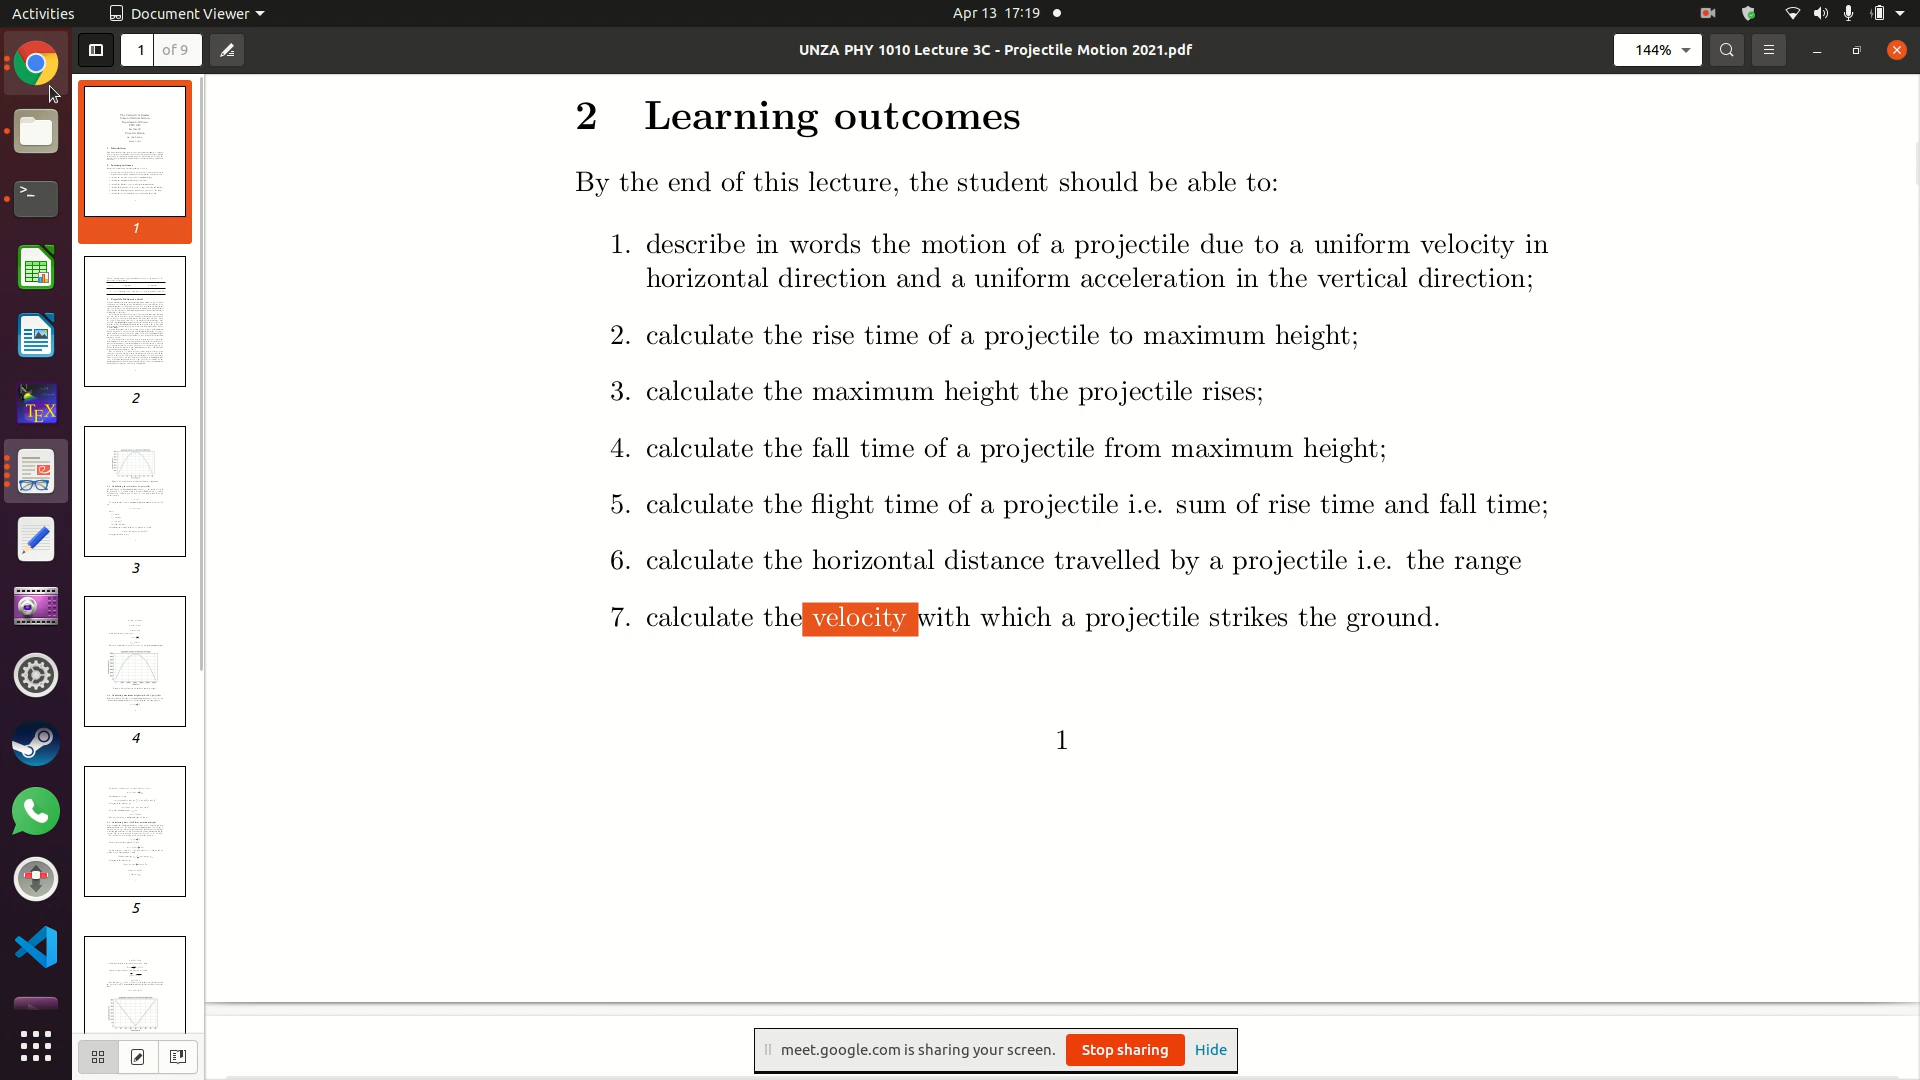 Activities
Document Viewer
Apr 13 17:19
1 of 9
UNZA PHY 1010 Lecture 3C - Projectile Motion 2021.pdf
144%
2 Learning outcomes
By the end of this lecture, the student should be able to:
1. describe in words the motion of a projectile due to a uniform velocity in
horizontal direction and a uniform acceleration in the vertical direction;
2. calculate the rise time of a projectile to maximum height;
3. calculate the maximum height the projectile rises;
4. calculate the fall time of a projectile from maximum height;
5. calculate the flight time of a projectile i.e. sum of rise time and fall time;
6. calculate the horizontal distance travelled by a projectile i.e. the range
7. calculate the velocity with which a projectile strikes the ground.
1
1
2
3
4
5
>_
TEX
meet.google.com is sharing your screen.
Stop sharing
Hide